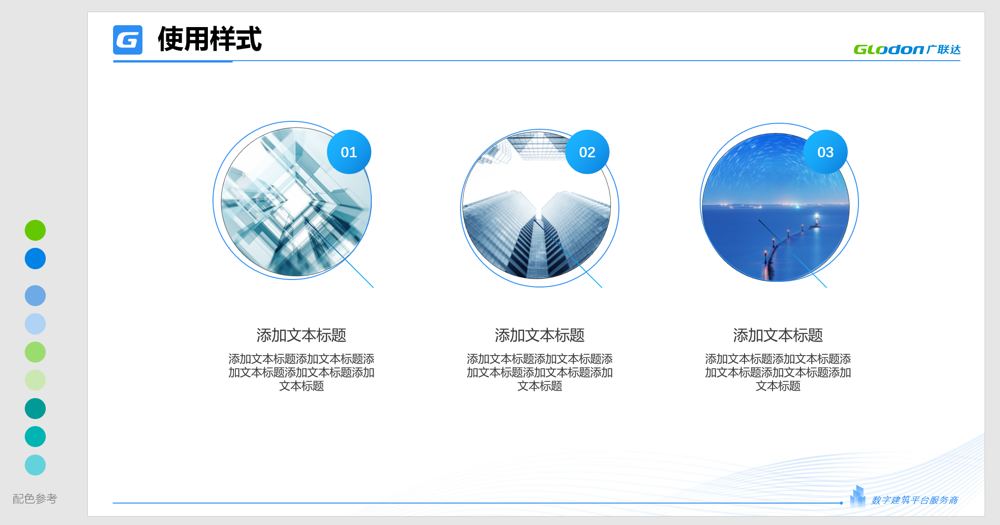 使用样式
Glodon广联达
01
02
03
添加文本标题
添加文本标题添加文本标题添
加文本标题添加文本标题添加
文本标题
添加文本标题
添加文本标题添加文本标题添
加文本标题添加文本标题添加
文本标题
添加文本标题
添加文本标题添加文本标题添
加文本标题添加文本标题添加
文本标题
配色参考
数字建筑平台服务商